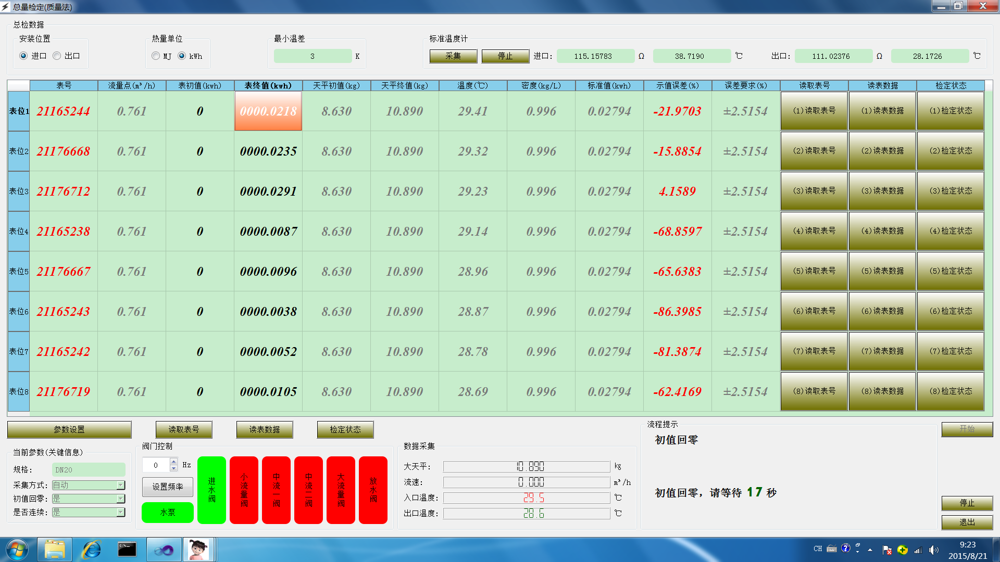 总量检定(质量法)
总检数据
安装位置
进口 出口
热量单位
MJ kWh
最小温差
3 K
标准温度计
采集 停止 进口: 115.15783 Ω 38.7190 ℃ 出口: 111.02376 Ω 28.1726 ℃
表号 流量点(m³/h) 表初值(kwh) 表终值(kwh) 天平初值(kg) 天平终值(kg) 温度(℃) 密度(kg/L) 标准值(kwh) 示值误差(%) 误差要求(%) 读取表号 读表数据 检定状态
表位1 21165244 0.761 0 0000.0218 8.630 10.890 29.41 0.996 0.02794 -21.9703 ±2.5154 (1)读取表号 (1)读表数据 (1)检定状态
表位2 21176668 0.761 0 0000.0235 8.630 10.890 29.32 0.996 0.02794 -15.8854 ±2.5154 (2)读取表号 (2)读表数据 (2)检定状态
表位3 21176712 0.761 0 0000.0291 8.630 10.890 29.23 0.996 0.02794 4.1589 ±2.5154 (3)读取表号 (3)读表数据 (3)检定状态
表位4 21165238 0.761 0 0000.0087 8.630 10.890 29.14 0.996 0.02794 -68.8597 ±2.5154 (4)读取表号 (4)读表数据 (4)检定状态
表位5 21176667 0.761 0 0000.0096 8.630 10.890 28.96 0.996 0.02794 -65.6383 ±2.5154 (5)读取表号 (5)读表数据 (5)检定状态
表位6 21165243 0.761 0 0000.0038 8.630 10.890 28.87 0.996 0.02794 -86.3985 ±2.5154 (6)读取表号 (6)读表数据 (6)检定状态
表位7 21165242 0.761 0 0000.0052 8.630 10.890 28.78 0.996 0.02794 -81.3874 ±2.5154 (7)读取表号 (7)读表数据 (7)检定状态
表位8 21176719 0.761 0 0000.0105 8.630 10.890 28.69 0.996 0.02794 -62.4169 ±2.5154 (8)读取表号 (8)读表数据 (8)检定状态
参数设置 读取表号 读表数据 检定状态
当前参数(关键信息)
规格: DN20
采集方式: 自动
初值回零: 是
是否连续: 是
阀门控制
0 Hz
设置频率
水泵
进水阀
小流量阀
中流一阀
中流二阀
大流量阀
放水阀
数据采集
大天平: 10.890 kg
流速: 0.000 m³/h
入口温度: 29.5 ℃
出口温度: 28.6 ℃
流程提示
初值回零
初值回零，请等待 17 秒
开始
停止
退出
CH
9:23
2015/8/21